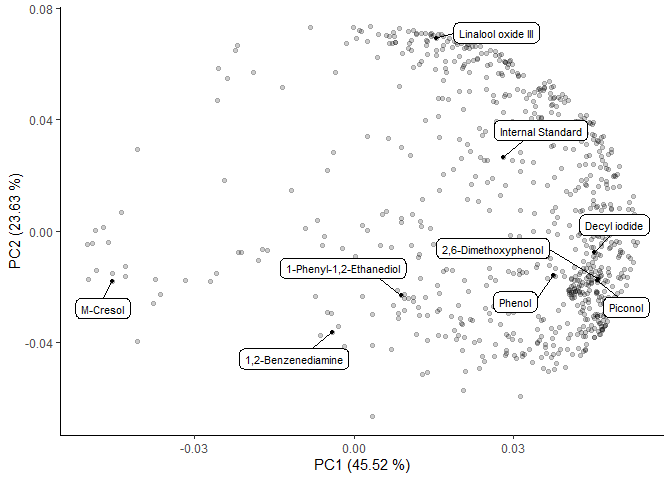 0.08
Linalool oxide III
0.04
Internal Standard
Decyl iodide
PC2 (23.63 %)
0.00
2,6-Dimethoxyphenol
1-Phenyl-1,2-Ethanediol
M-Cresol
Phenol
Piconol
-0.04
1,2-Benzenediamine
-0.03
0.00
0.03
PC1 (45.52 %)